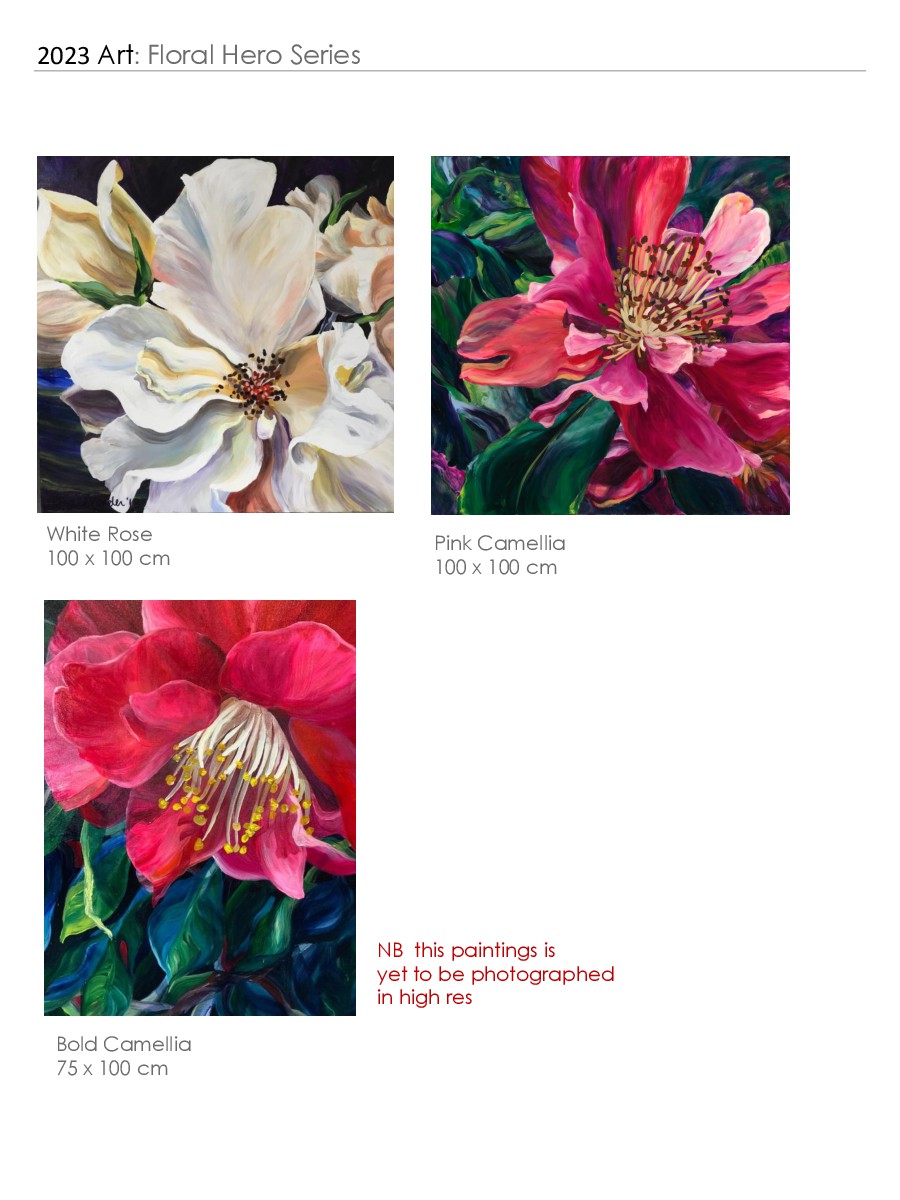 2023 Art: Floral Hero Series
White Rose
100 x 100 cm
Pink Camellia
100 x 100 cm
NB this paintings is
yet to be photographed
in high res
Bold Camellia
75 x 100 cm